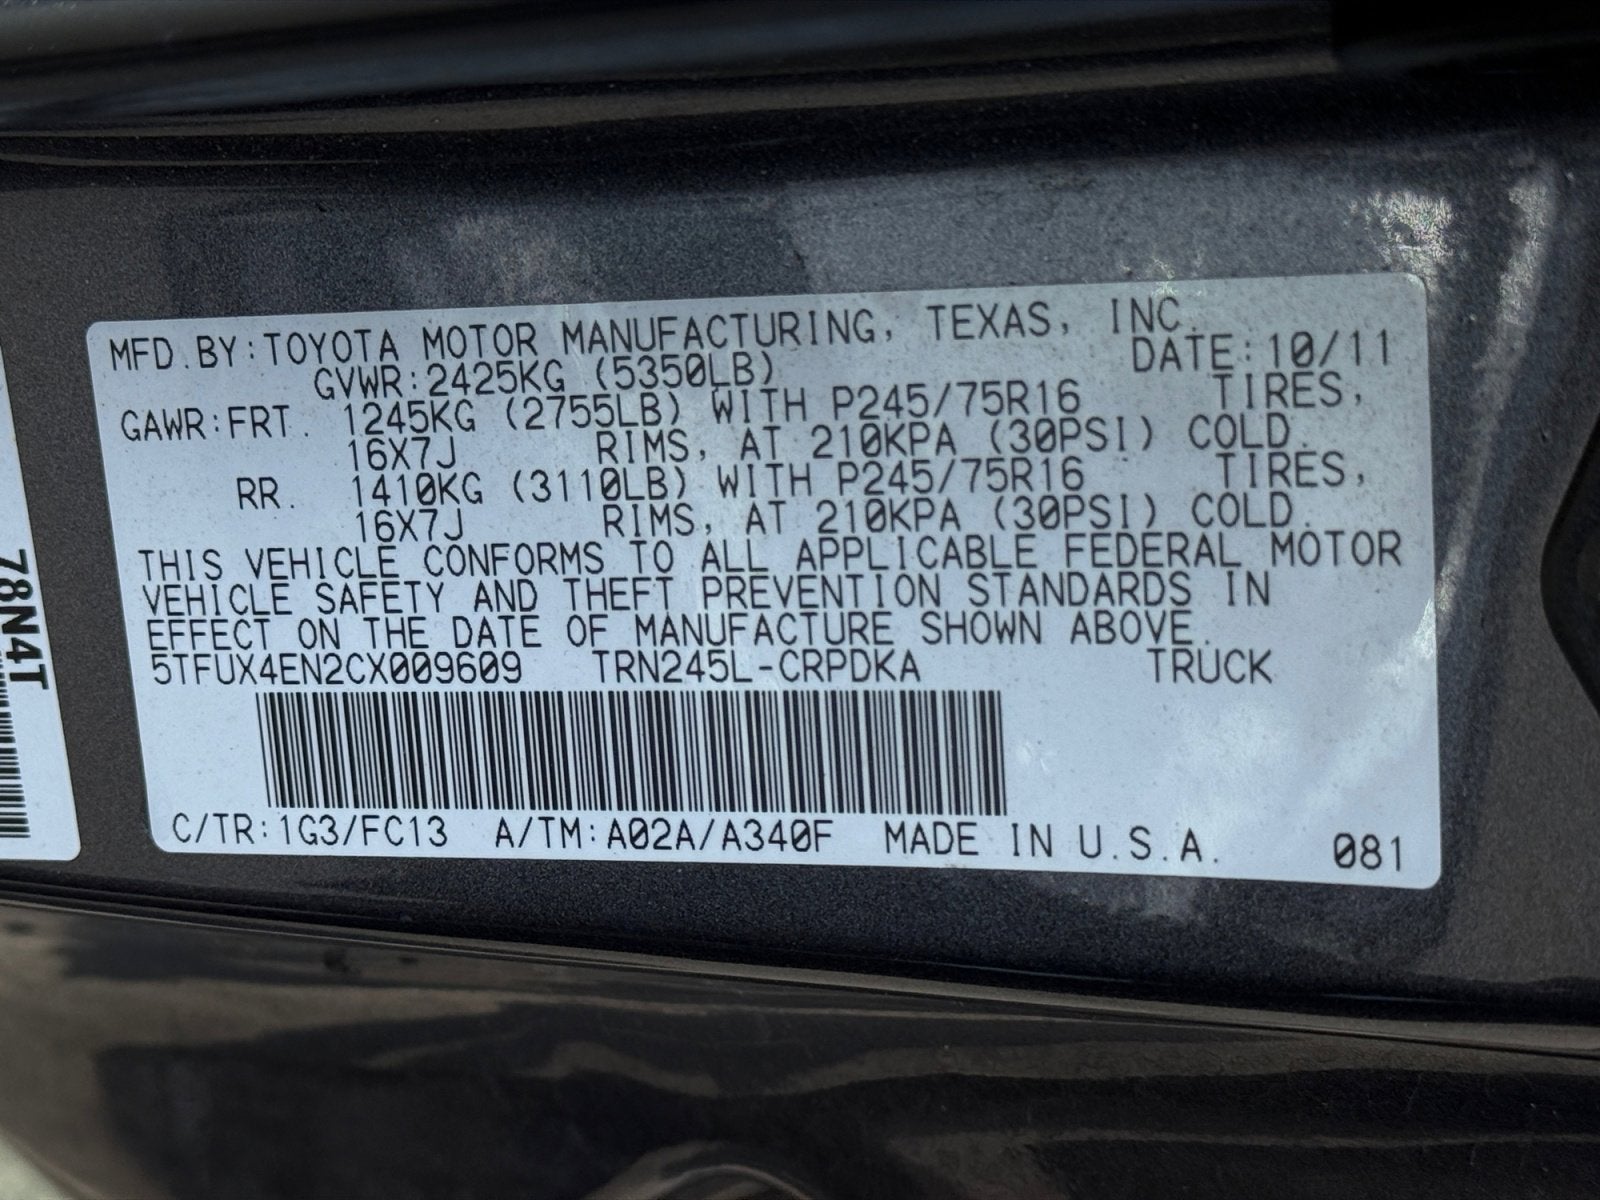 MFD.BY:TOYOTA MOTOR MANUFACTURING, TEXAS, INC.
GVWR:2425KG (5350LB) DATE:10/11
GAWR:FRT. 1245KG (2755LB) WITH P245/75R16 TIRES,
16X7J RIMS, AT 210KPA (30PSI) COLD.
RR. 1410KG (3110LB) WITH P245/75R16 TIRES,
16X7J RIMS, AT 210KPA (30PSI) COLD.
THIS VEHICLE CONFORMS TO ALL APPLICABLE FEDERAL MOTOR
VEHICLE SAFETY AND THEFT PREVENTION STANDARDS IN
EFFECT ON THE DATE OF MANUFACTURE SHOWN ABOVE.
5TFUX4EN2CX009609 TRN245L-CRPDKA TRUCK
C/TR:1G3/FC13 A/TM:A02A/A340F MADE IN U.S.A. 081
78N4T